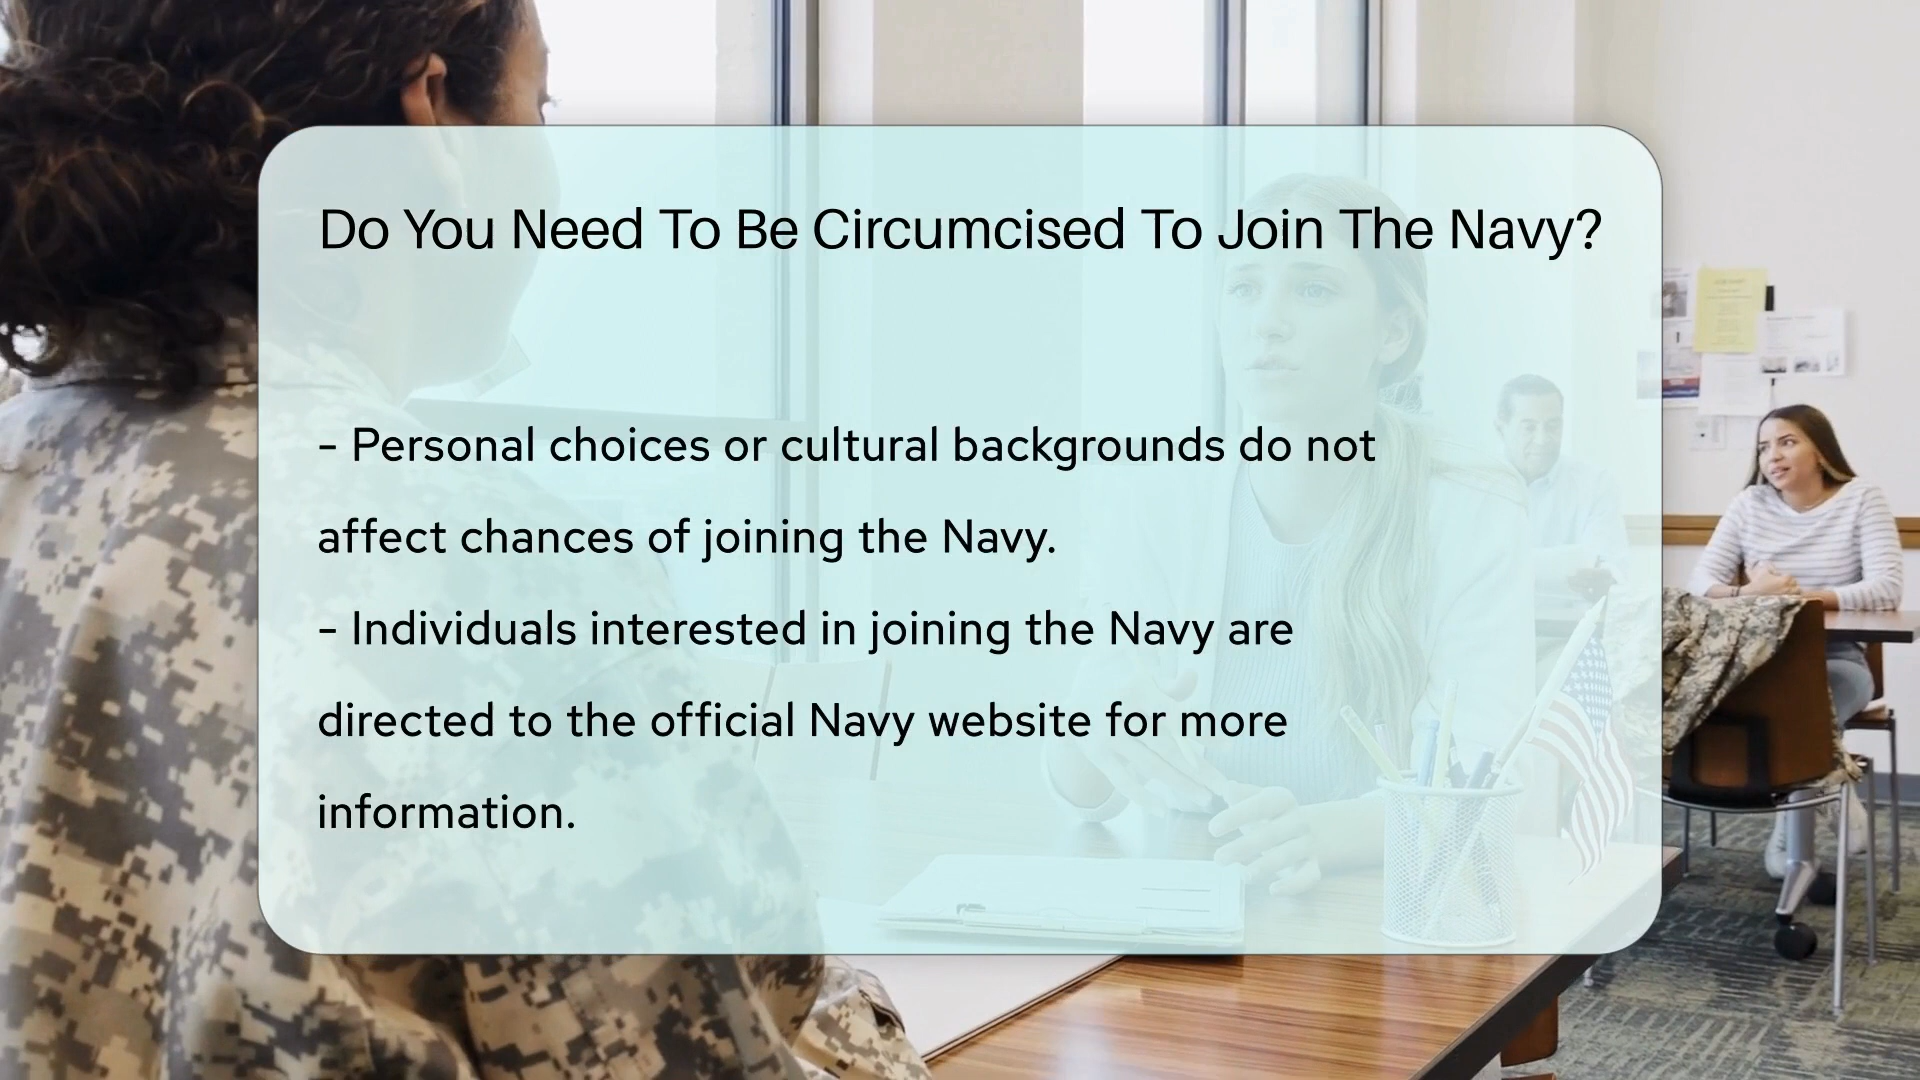 Do You Need To Be Circumcised To Join The Navy?
– Personal choices or cultural backgrounds do not
affect chances of joining the Navy.
– Individuals interested in joining the Navy are
directed to the official Navy website for more
information.